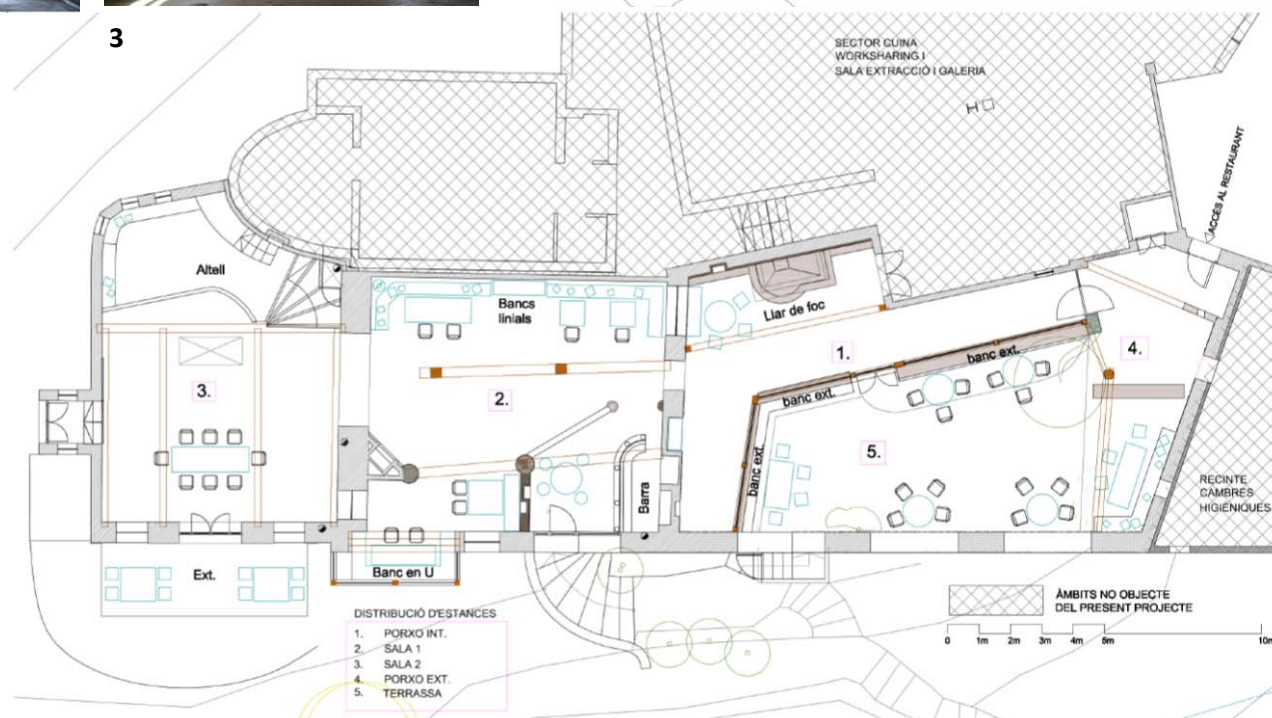 3
SECTOR CUINA
WORKSHARING I
SALA EXTRACCIÓ I GALERIA
H
ACCÉS AL RESTAURANT
Altell
Bancs
linials
Llar de foc
1.
banc ext.
4.
3.
2.
banc ext.
5.
banc ext.
Barra
RECINTE
CAMBRES
HIGIÈNIQUES
Ext.
Banc en U
ÀMBITS NO OBJECTE
DEL PRESENT PROJECTE
0 1m 2m 3m 4m 5m 10m
DISTRIBUCIÓ D'ESTANCES
1. PORXO INT.
2. SALA 1
3. SALA 2
4. PORXO EXT.
5. TERRASSA